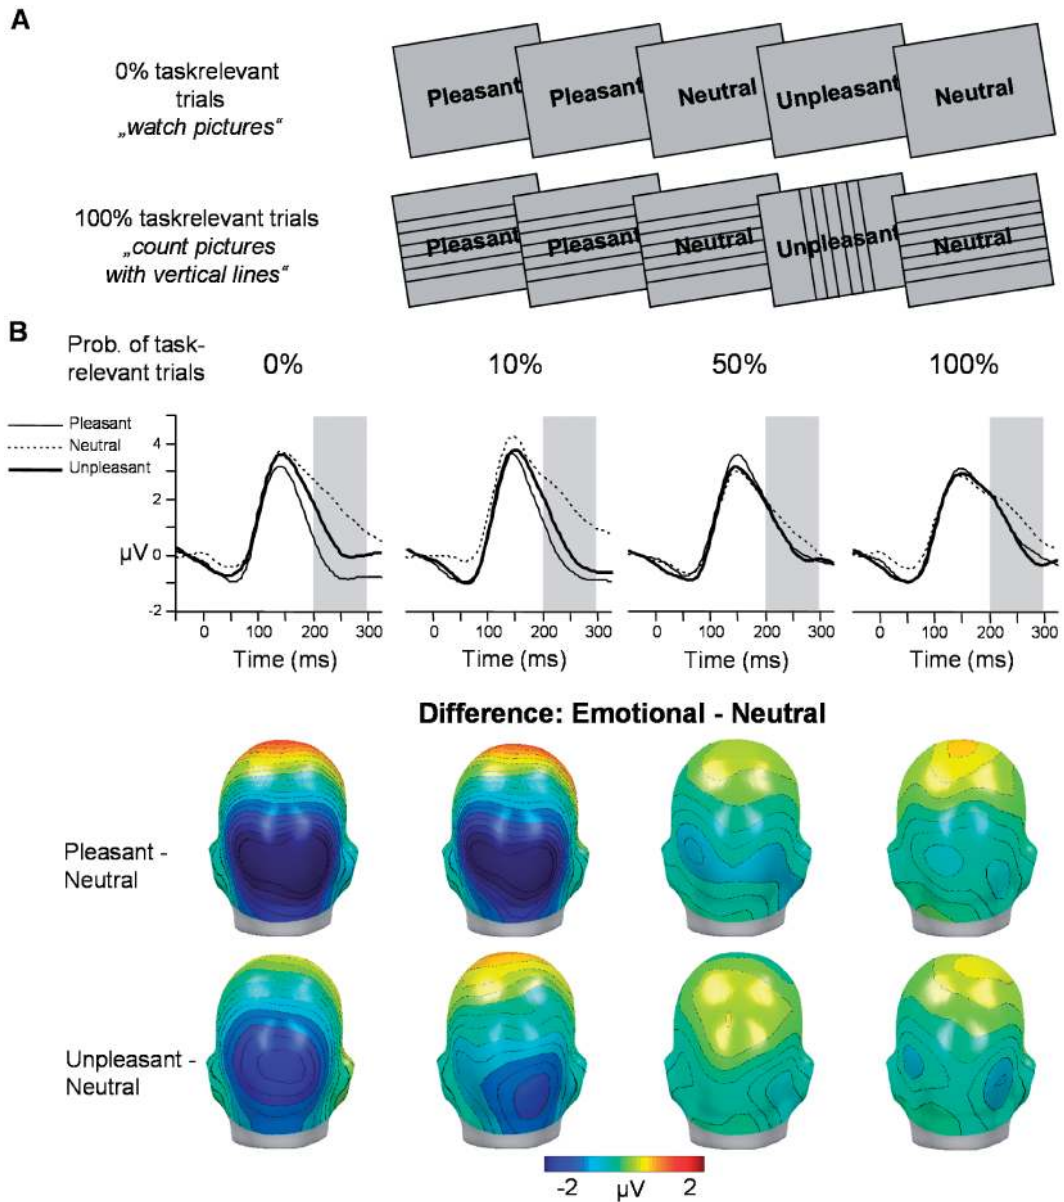 A
0% taskrelevant
trials
„watch pictures“
Pleasant Pleasant Neutral Unpleasant Neutral
100% taskrelevant trials
„count pictures
with vertical lines“
Pleasant Pleasant Neutral Unpleasant Neutral
B
Prob. of task-
relevant trials
0% 10% 50% 100%
Pleasant
Neutral
Unpleasant
4
2
µV 0
-2
0 100 200 300 0 100 200 300 0 100 200 300 0 100 200 300
Time (ms) Time (ms) Time (ms) Time (ms)
Difference: Emotional - Neutral
Pleasant -
Neutral
Unpleasant -
Neutral
-2 µV 2